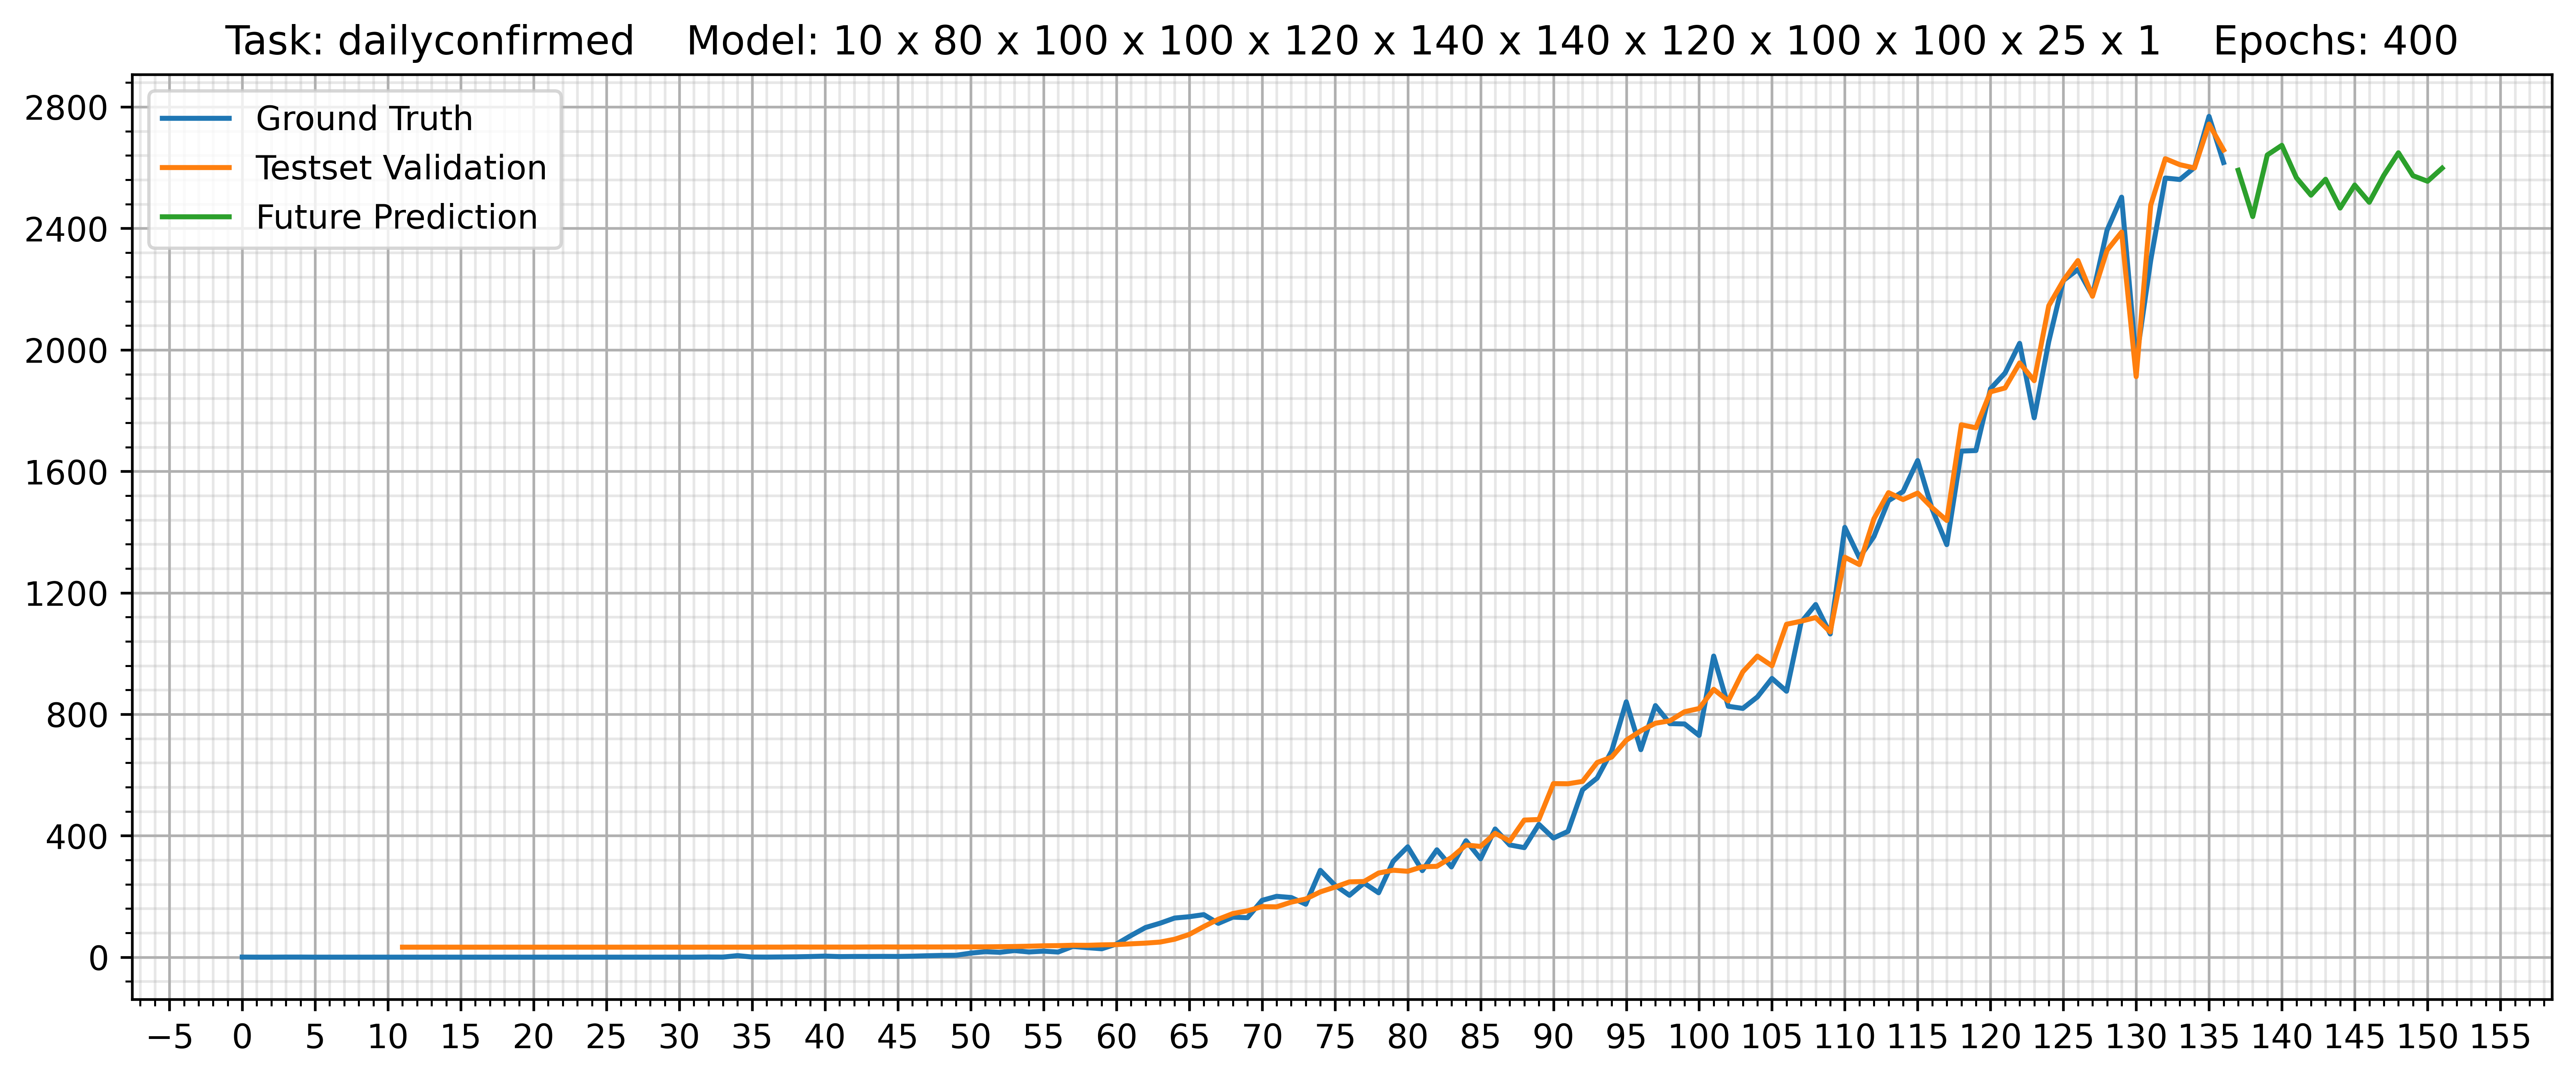 Task: dailyconfirmed    Model: 10 x 80 x 100 x 100 x 120 x 140 x 140 x 120 x 100 x 100 x 25 x 1    Epochs: 400
Ground Truth
Testset Validation
Future Prediction
2800
2400
2000
1600
1200
800
400
0
−5 0 5 10 15 20 25 30 35 40 45 50 55 60 65 70 75 80 85 90 95 100 105 110 115 120 125 130 135 140 145 150 155